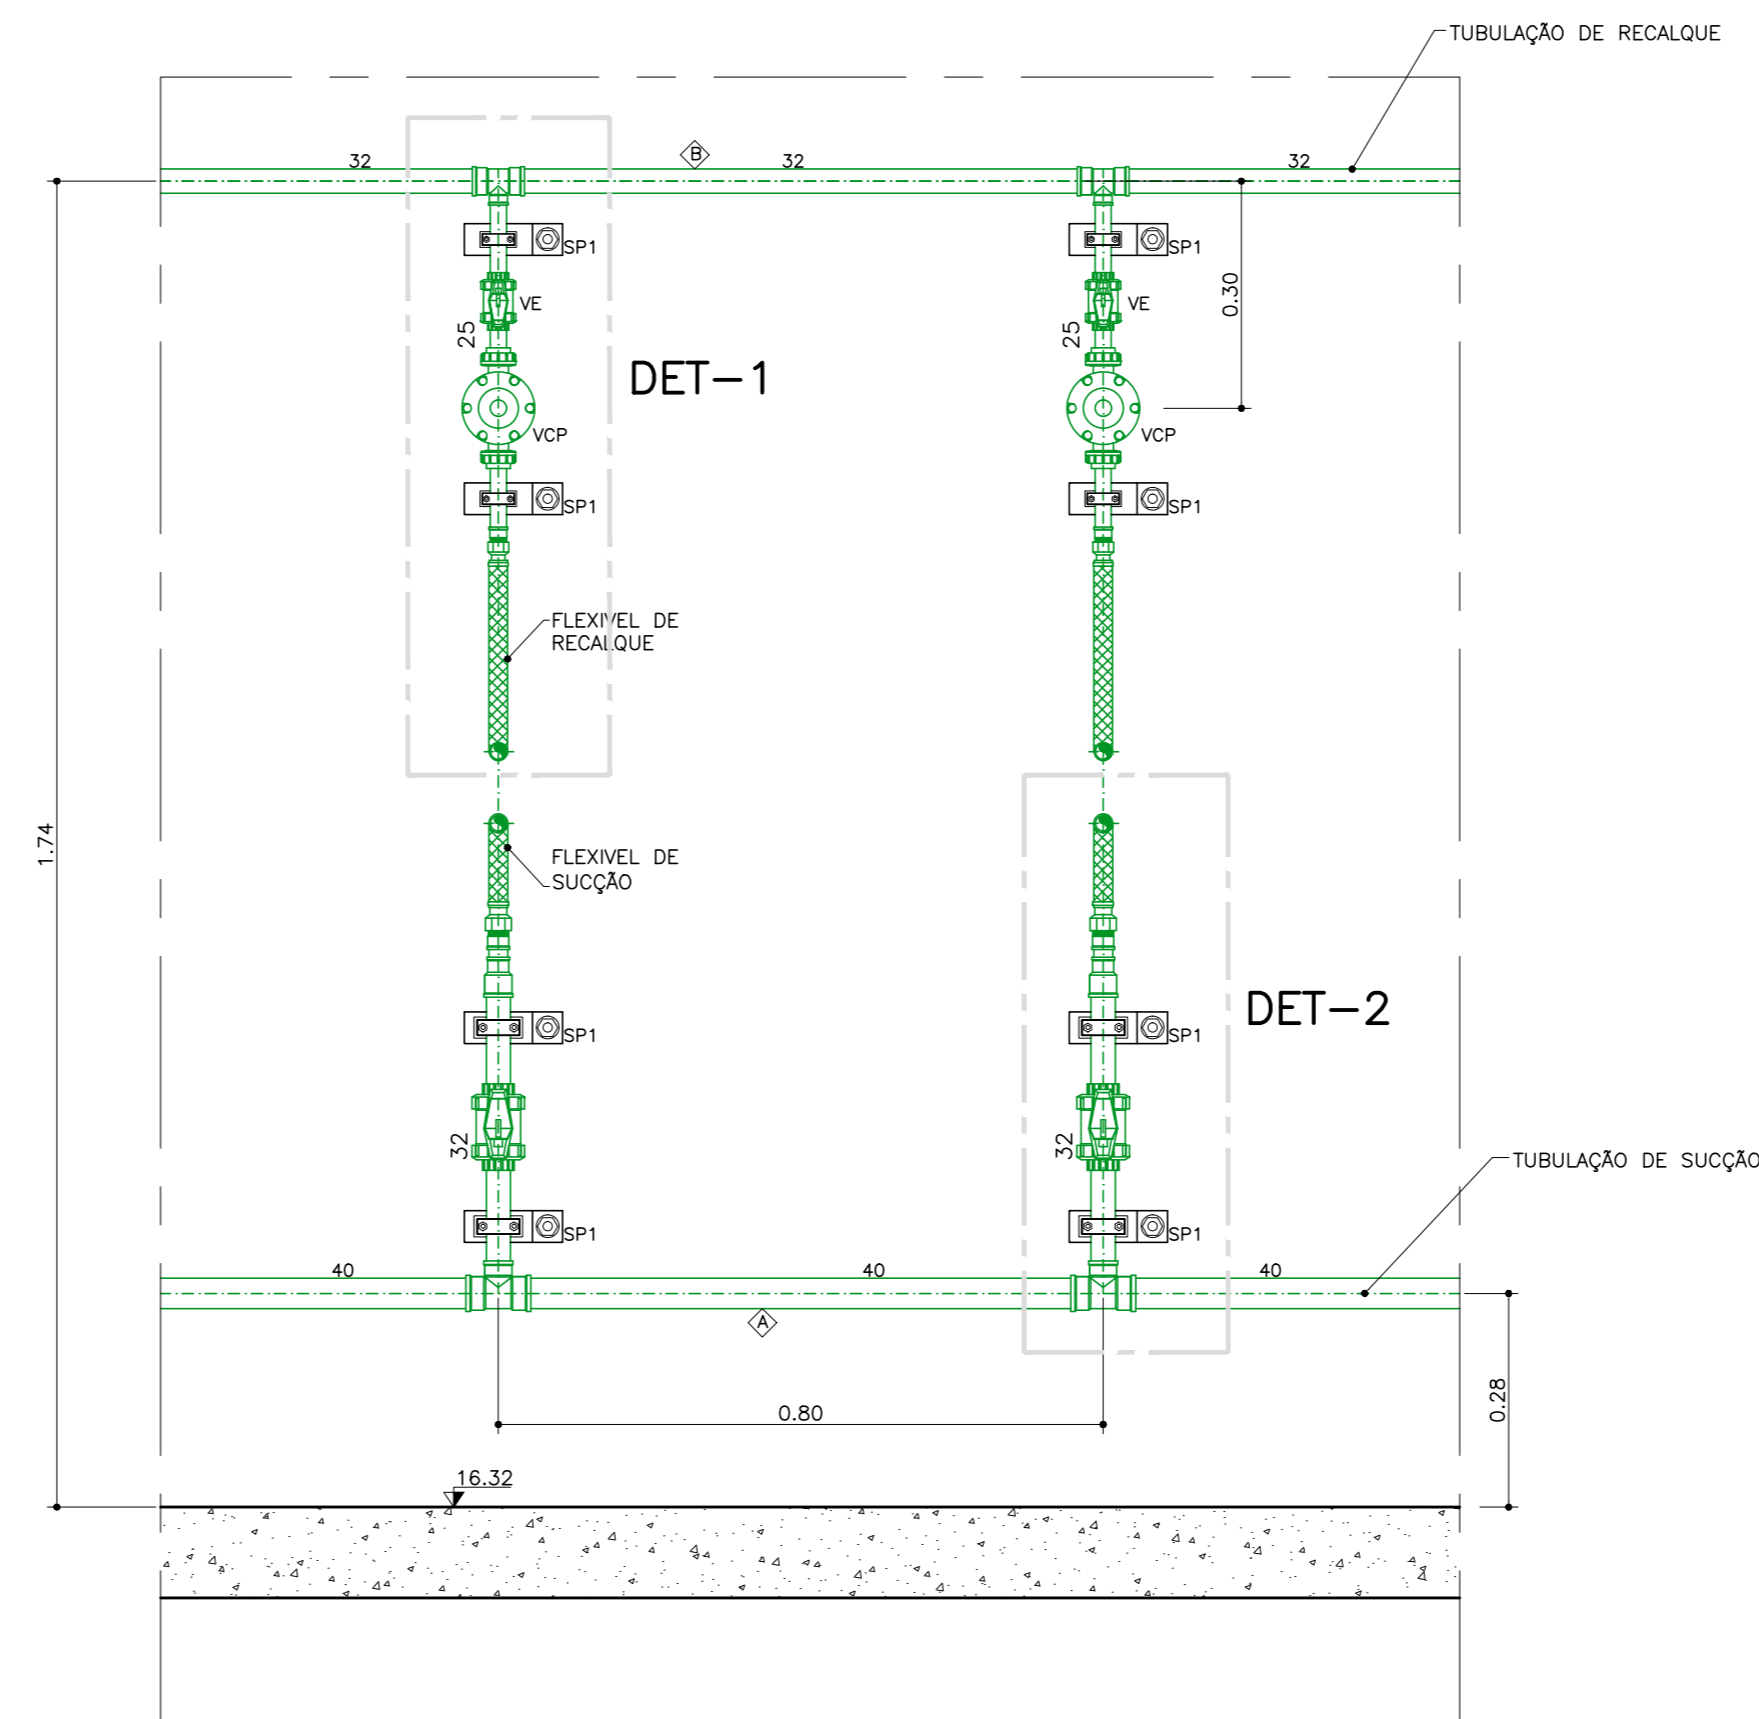 TUBULAÇÃO DE RECALQUE
32
B
32
32
SP1
SP1
VE
VE
0.30
25
25
DET-1
VCP
VCP
SP1
SP1
FLEXIVEL DE
RECALQUE
1.74
FLEXIVEL DE
SUCÇÃO
DET-2
SP1
SP1
32
32
TUBULAÇÃO DE SUCÇÃO
SP1
SP1
40
40
40
A
0.28
0.80
16.32